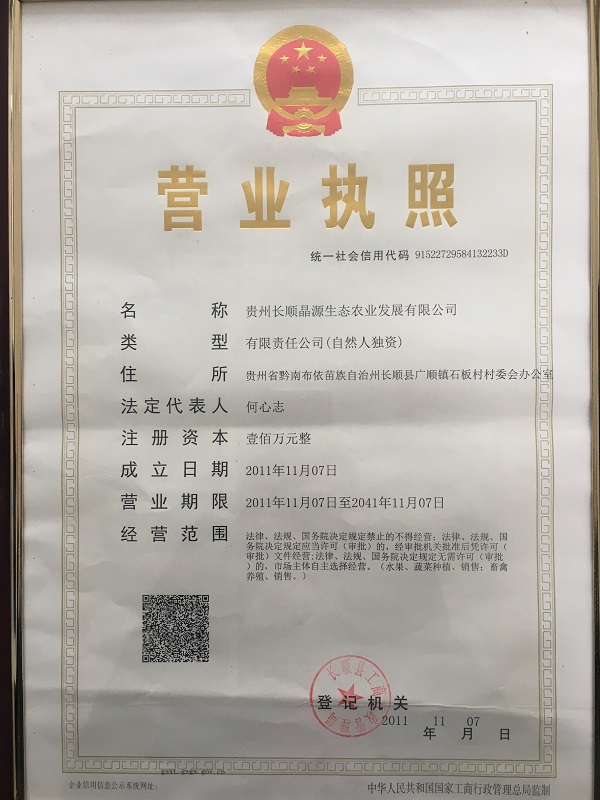 营业执照
统一社会信用代码 91522729584132233D
名称 贵州长顺晶源生态农业发展有限公司
类型 有限责任公司(自然人独资)
住所 贵州省黔南布依苗族自治州长顺县广顺镇石板村村委会办公室
法定代表人 何心志
注册资本 壹佰万元整
成立日期 2011年11月07日
营业期限 2011年11月07日至2041年11月07日
经营范围 法律、法规、国务院决定规定禁止的不得经营；法律、法规、国
务院决定规定应当许可（审批）的，经审批机关批准后凭许可（
审批）文件经营;法律、法规、国务院决定规定无需许可（审批
）的，市场主体自主选择经营。（水果、蔬菜种植、销售；畜禽
养殖、销售。）
长顺县工商
登记机关
2011 11 07
年 月 日
gsxt.gzgs.gov.cn
企业信用信息公示系统网址：
中华人民共和国国家工商行政管理总局监制